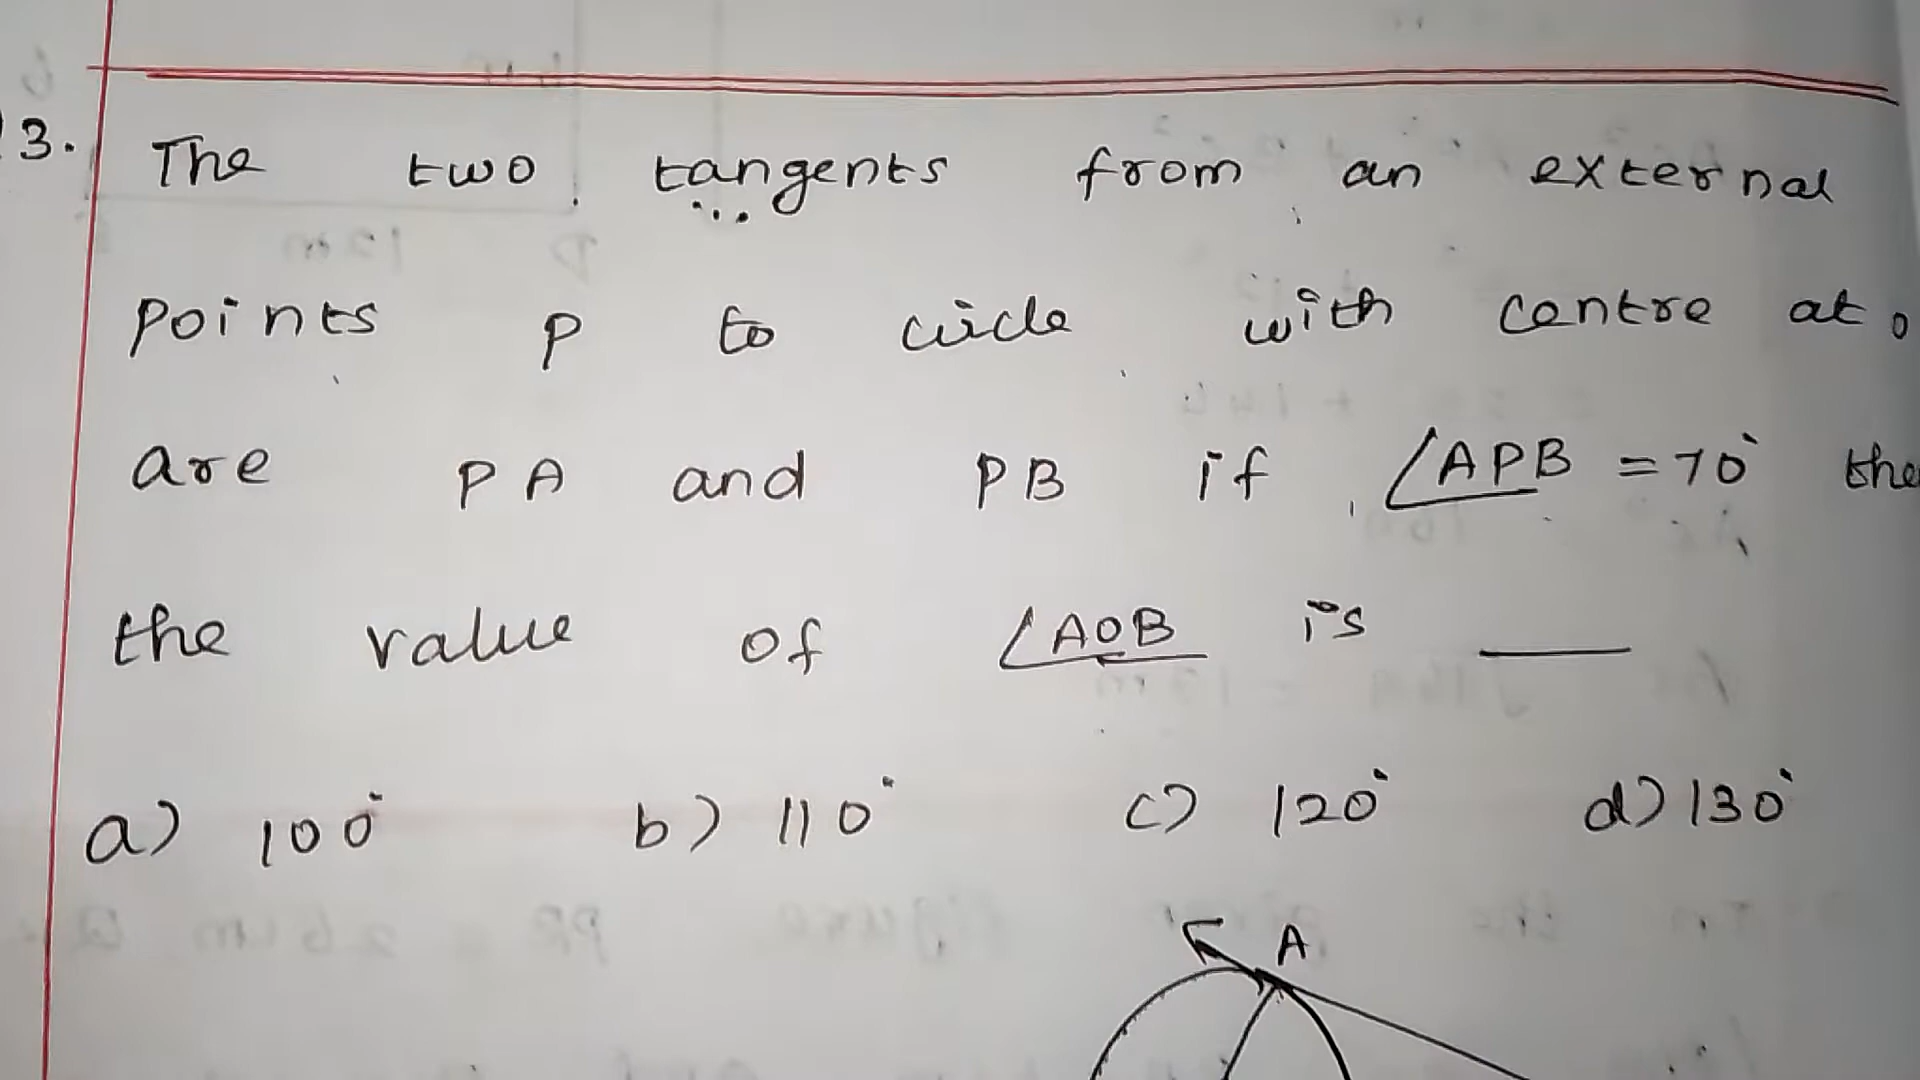 3. The two tangents from an external
points P to circle with centre at o
are PA and PB if ∠APB = 70° the
the value of ∠AOB is ___
a) 100° b) 110° c) 120° d) 130°
A